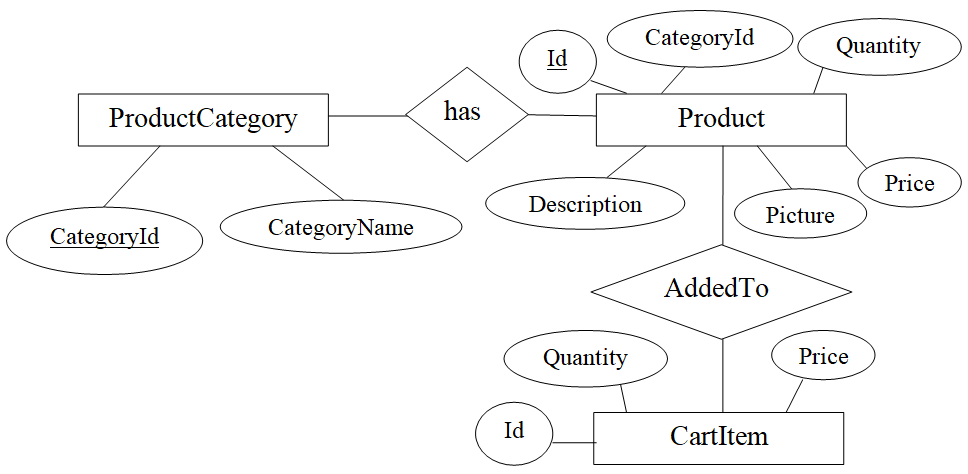 CategoryId
Quantity
Id
ProductCategory
has
Product
Price
Description
Picture
CategoryName
CategoryId
AddedTo
Quantity
Price
Id
CartItem